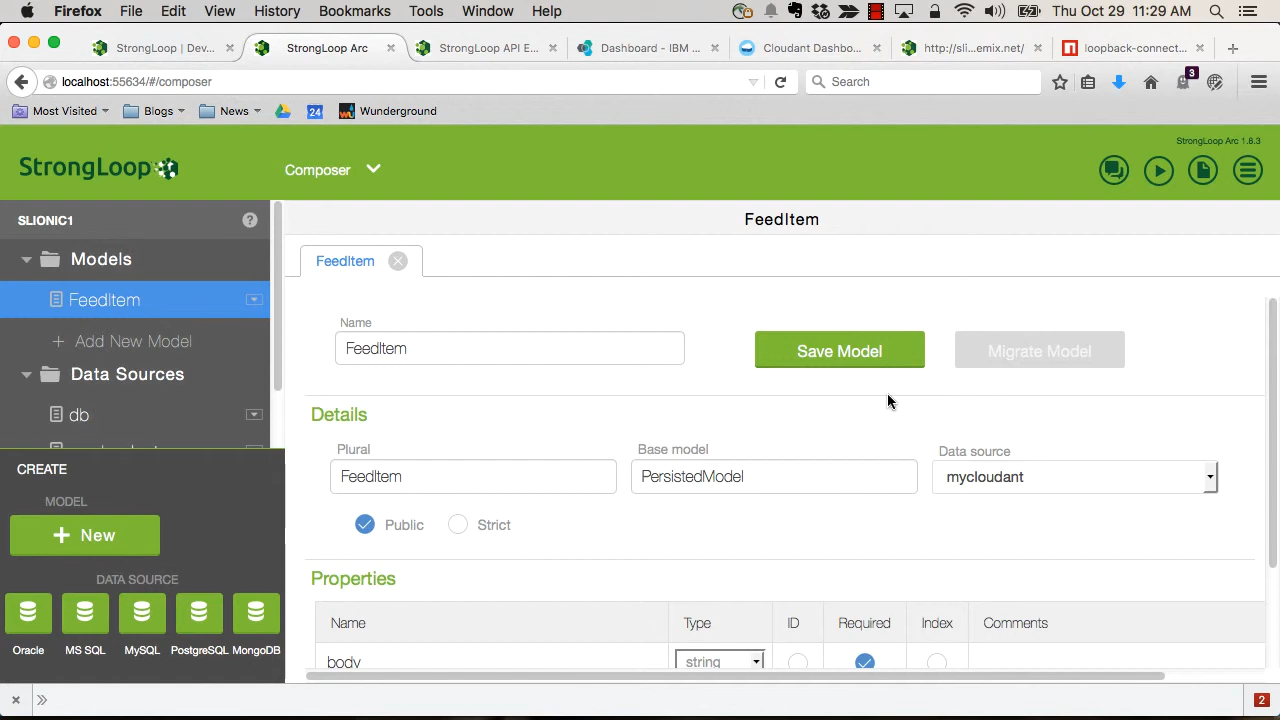 Firefox File Edit View History Bookmarks Tools Window Help Thu Oct 29 11:29 AM
StrongLoop | Dev... StrongLoop Arc StrongLoop API E... Dashboard - IBM ... Cloudant Dashbo... http://sl...emix.net/ loopback-connect...
localhost:55634/#/composer Search 3
Most Visited Blogs News 24 Wunderground
StrongLoop Arc 1.8.3
StrongLoop Composer
SLIONIC1 ? FeedItem
Models FeedItem
FeedItem
Name
FeedItem
Save Model Migrate Model
Add New Model
Data Sources
Details
db
Plural Base model Data source
FeedItem PersistedModel mycloudant
CREATE
MODEL
New
Public Strict
DATA SOURCE
Properties
Name Type ID Required Index Comments
Oracle MS SQL MySQL PostgreSQL MongoDB
body string
2